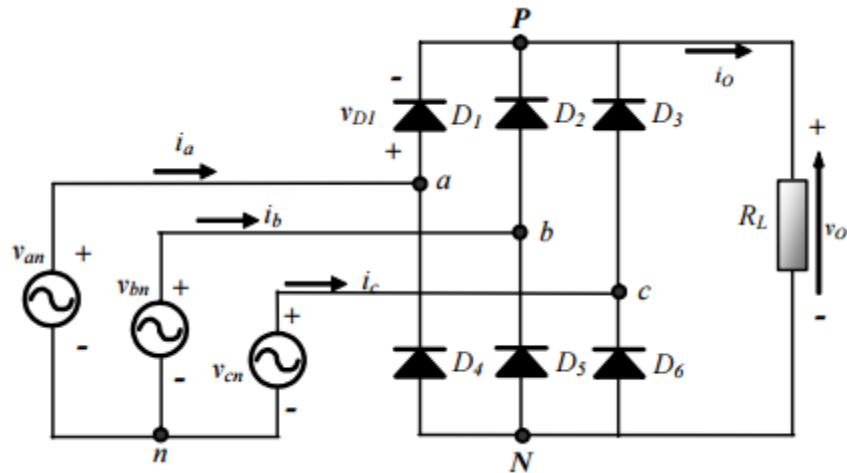 P
-
i_O
v_D1
D_1
D_2
D_3
+
+
i_a
a
i_b
b
R_L
v_O
v_an
+
v_bn
+
i_c
c
+
-
-
v_cn
-
D_4
D_5
D_6
-
n
N